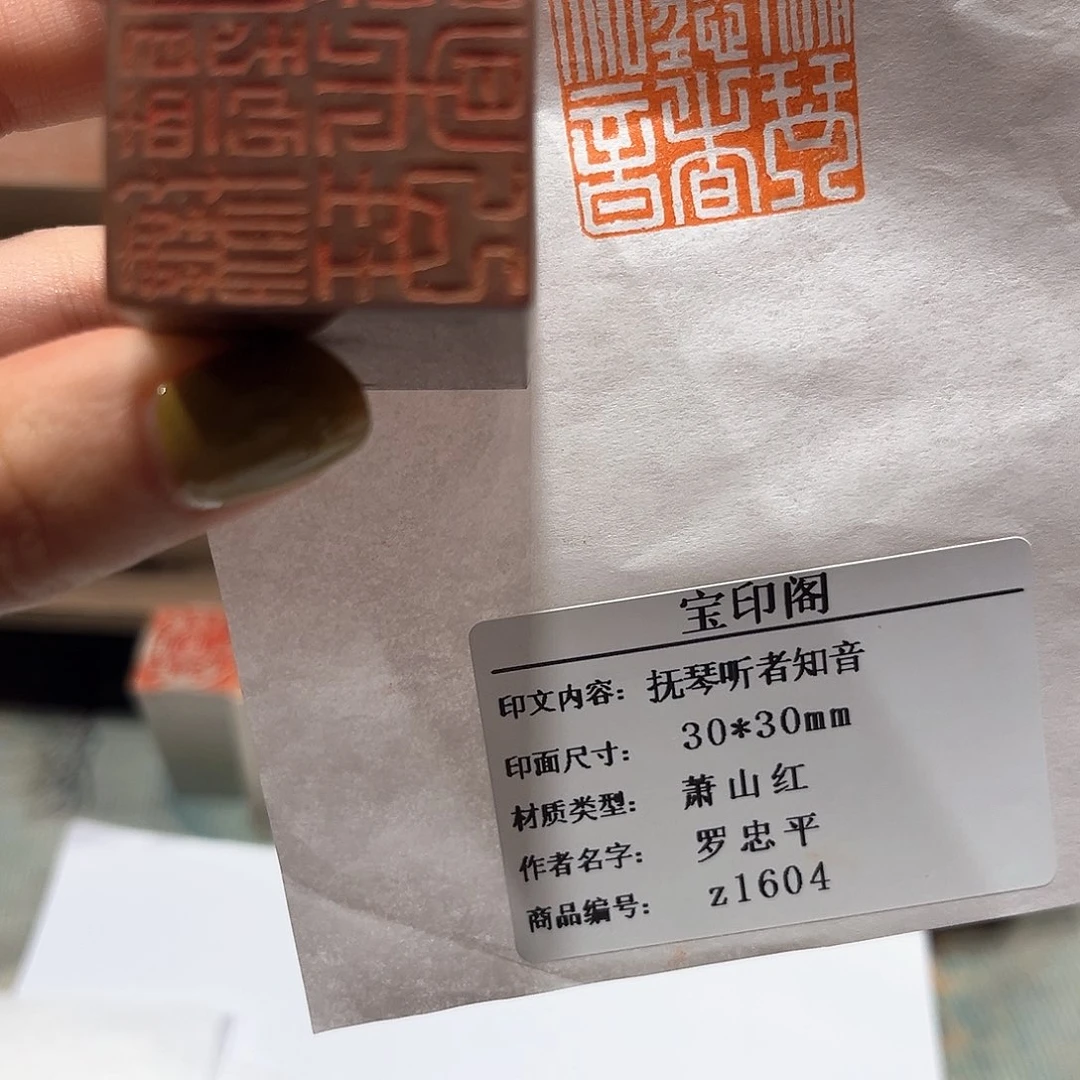 宝印阁
印文内容：抚琴听者知音
印面尺寸：30*30mm
材质类型：萧山红
作者名字：罗忠平
商品编号：z1604